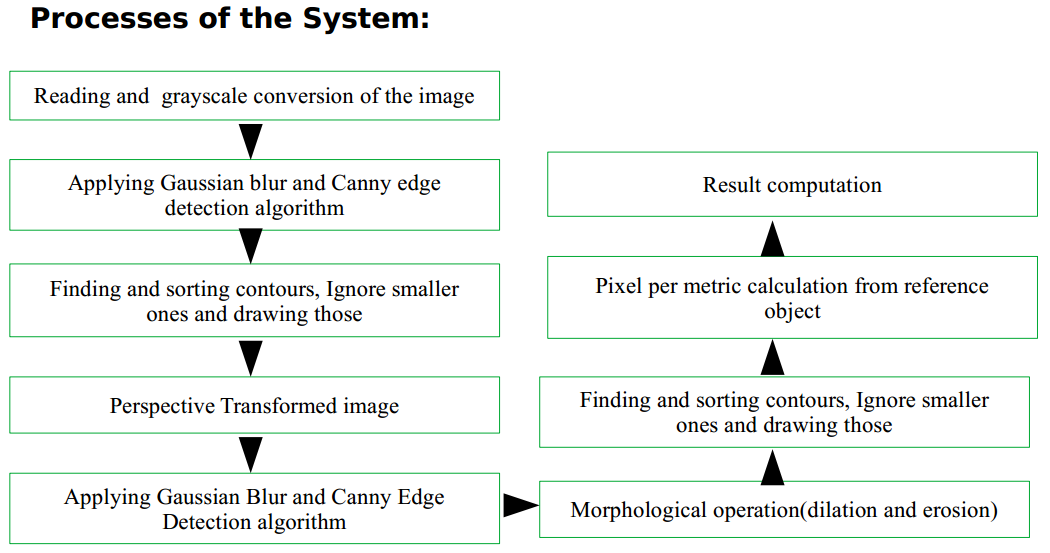 Processes of the System:
Reading and  grayscale conversion of the image
Applying Gaussian blur and Canny edge
detection algorithm
Finding and sorting contours, Ignore smaller
ones and drawing those
Perspective Transformed image
Applying Gaussian Blur and Canny Edge
Detection algorithm
Morphological operation(dilation and erosion)
Finding and sorting contours, Ignore smaller
ones and drawing those
Pixel per metric calculation from reference
object
Result computation